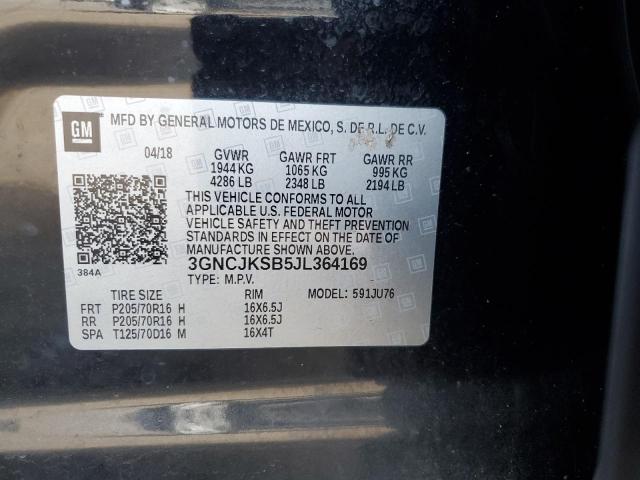 GM
MFD BY GENERAL MOTORS DE MEXICO, S. DE R.L. DE C.V.
04/18 GVWR GAWR FRT GAWR RR
1944 KG 1065 KG 995 KG
4286 LB 2348 LB 2194 LB
THIS VEHICLE CONFORMS TO ALL
APPLICABLE U.S. FEDERAL MOTOR
VEHICLE SAFETY AND THEFT PREVENTION
STANDARDS IN EFFECT ON THE DATE OF
MANUFACTURE SHOWN ABOVE.
384A 3GNCJKSB5JL364169
TYPE: M.P.V.
TIRE SIZE RIM MODEL: 591JU76
FRT P205/70R16 H 16X6.5J
RR P205/70R16 H 16X6.5J
SPA T125/70D16 M 16X4T